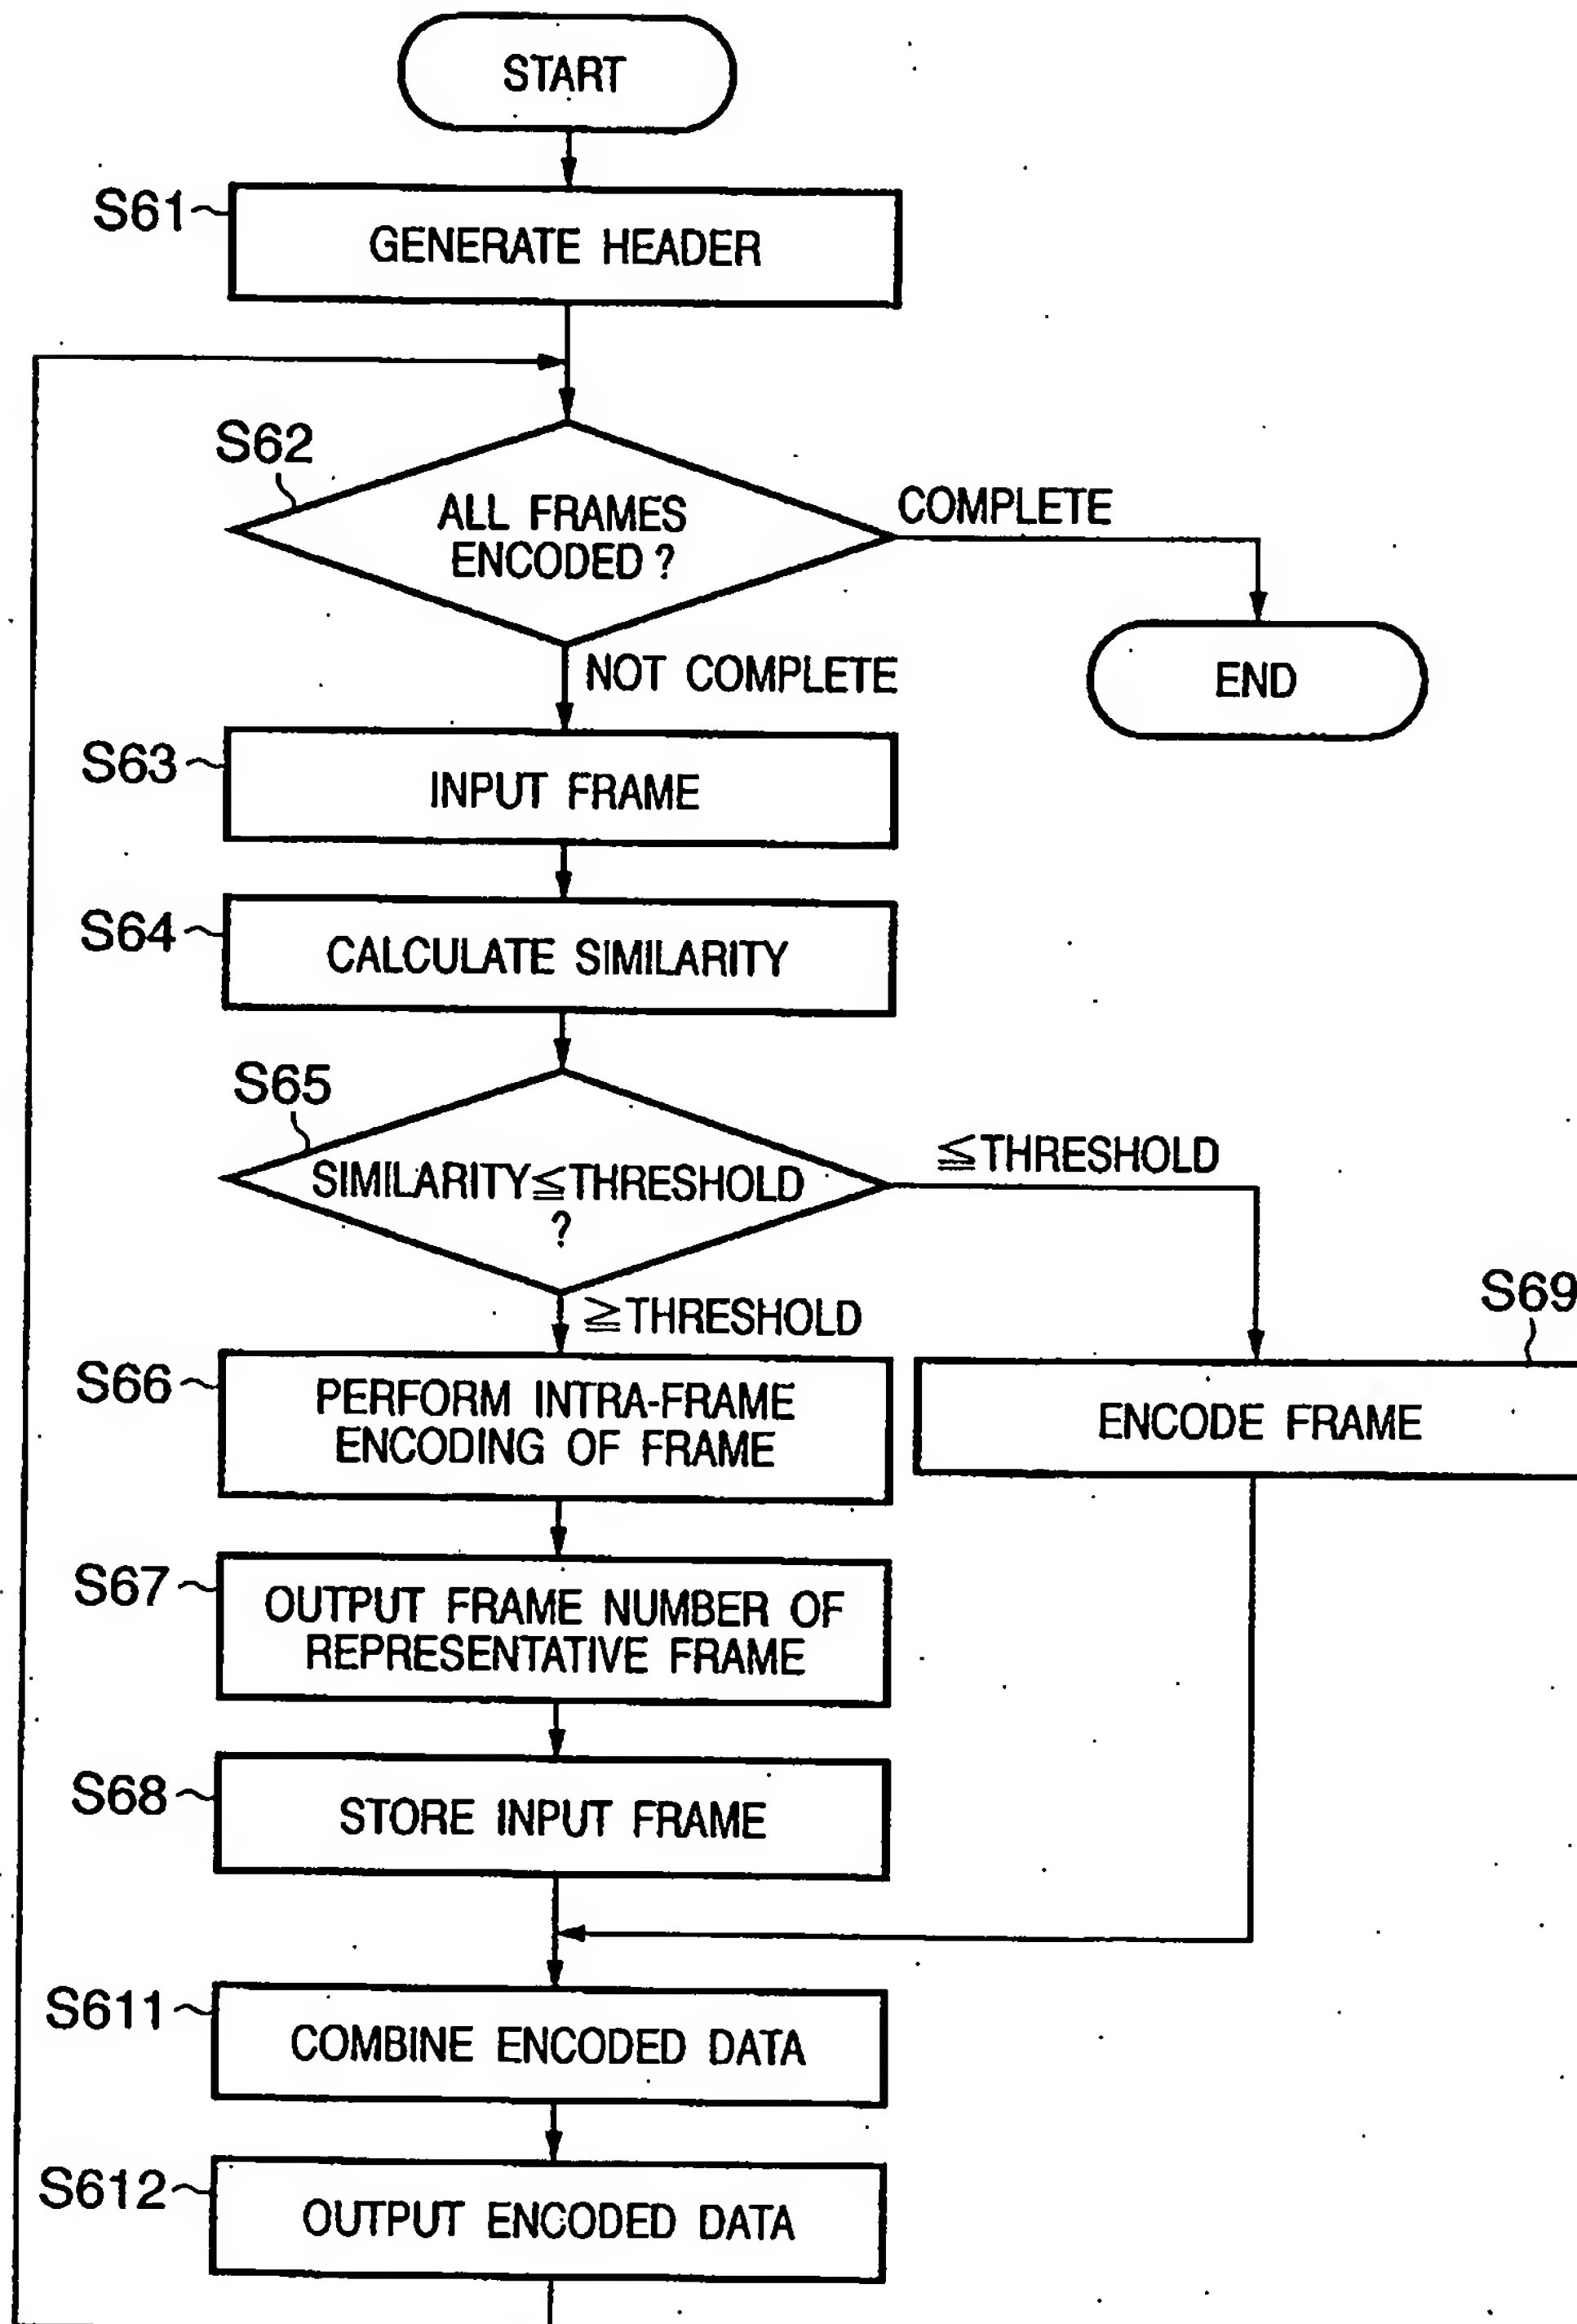 START
S61
GENERATE HEADER
S62
ALL FRAMES
ENCODED ?
COMPLETE
END
NOT COMPLETE
S63
INPUT FRAME
S64
CALCULATE SIMILARITY
S65
SIMILARITY≦THRESHOLD
?
≦THRESHOLD
≧THRESHOLD
S66
PERFORM INTRA-FRAME
ENCODING OF FRAME
S69
ENCODE FRAME
S67
OUTPUT FRAME NUMBER OF
REPRESENTATIVE FRAME
S68
STORE INPUT FRAME
S611
COMBINE ENCODED DATA
S612
OUTPUT ENCODED DATA